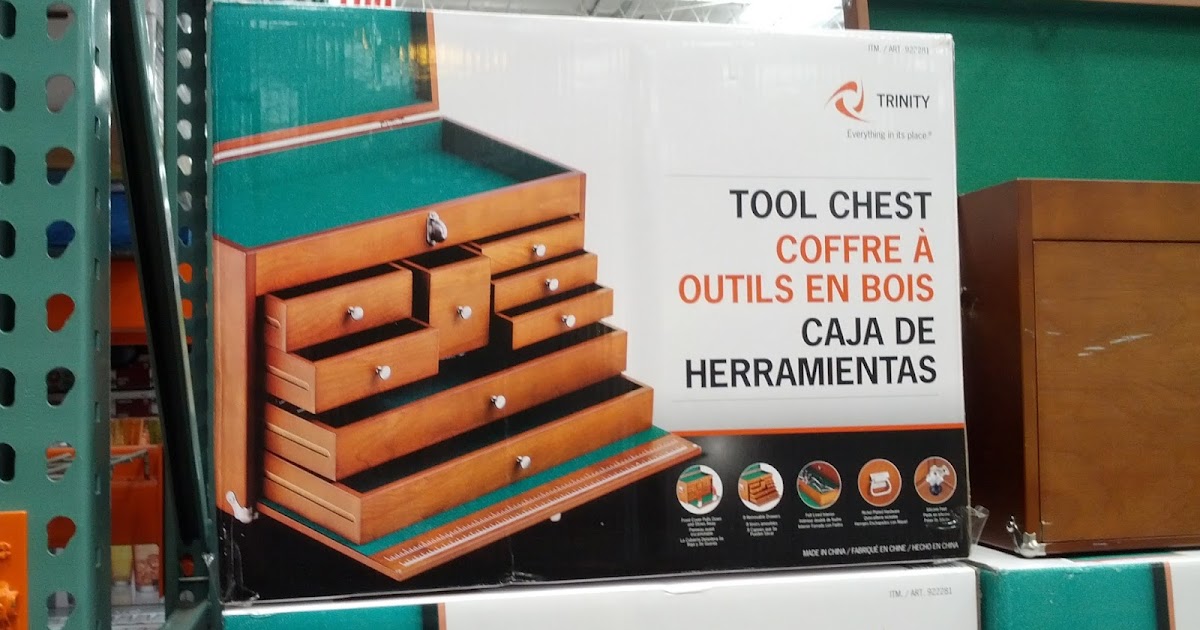 ITM. / ART. 922281
TRINITY
Everything in its place.®
TOOL CHEST
COFFRE À
OUTILS EN BOIS
CAJA DE
HERRAMIENTAS
MADE IN CHINA / FABRIQUÉ EN CHINE / HECHO EN CHINA
ITM. / ART. 922281